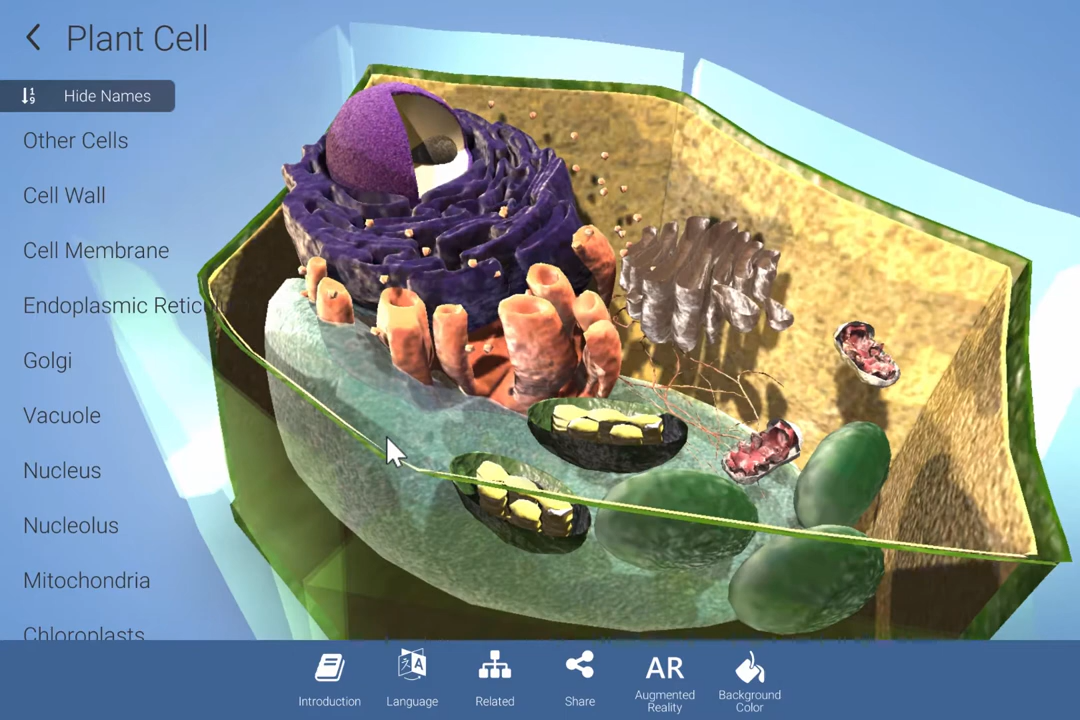 Plant Cell
Hide Names
Other Cells
Cell Wall
Cell Membrane
Endoplasmic Reticu
Golgi
Vacuole
Nucleus
Nucleolus
Mitochondria
Chloroplasts
Introduction
Language
Related
Share
AR
Augmented
Reality
Background
Color